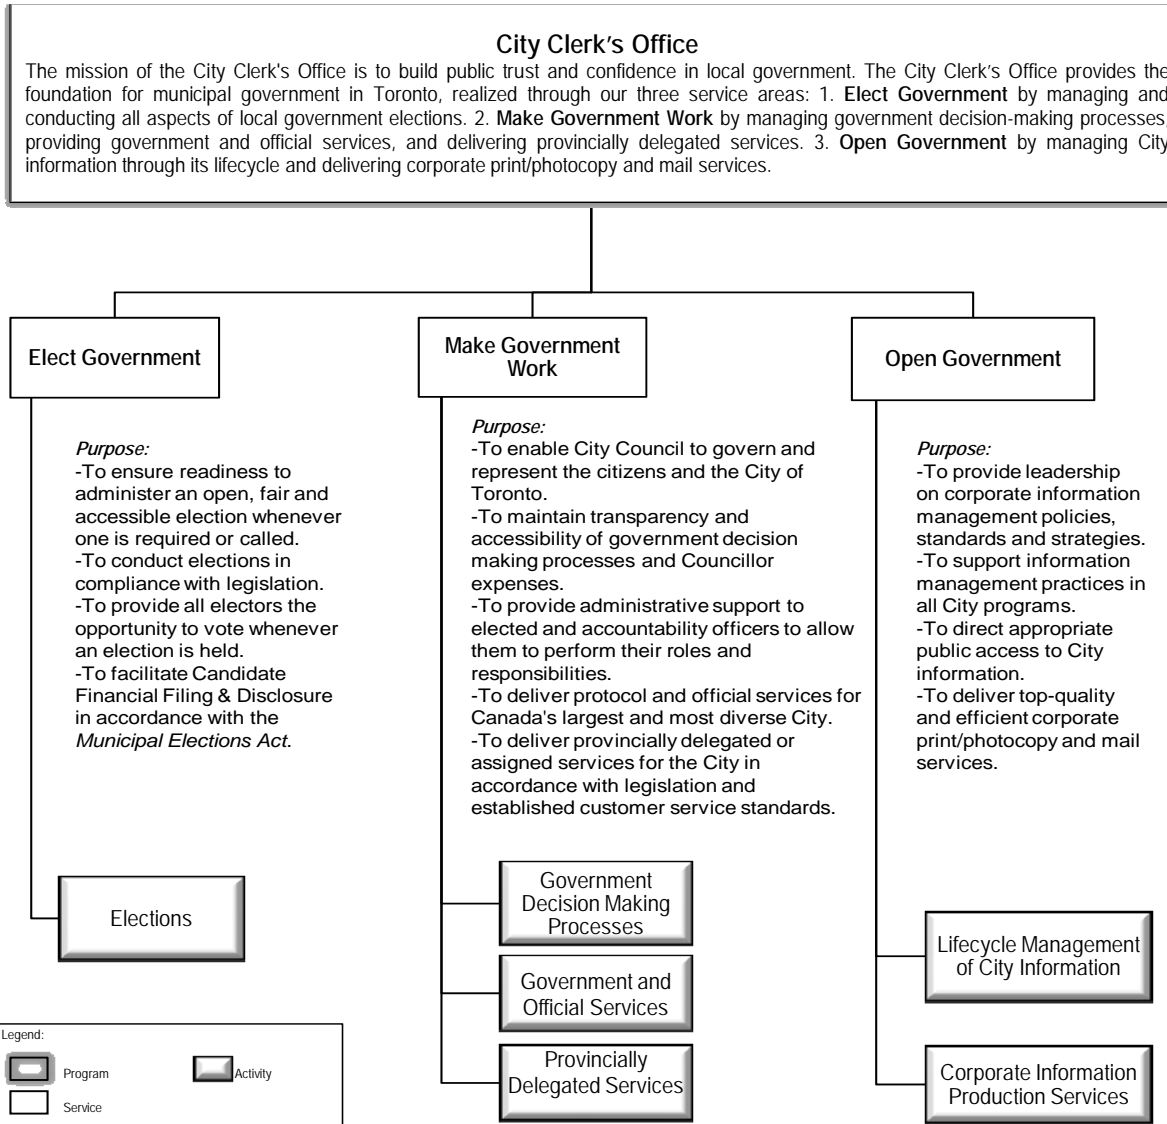 City Clerk's Office
The mission of the City Clerk's Office is to build public trust and confidence in local government. The City Clerk's Office provides the
foundation for municipal government in Toronto, realized through our three service areas: 1. Elect Government by managing and
conducting all aspects of local government elections. 2. Make Government Work by managing government decision-making processes,
providing government and official services, and delivering provincially delegated services. 3. Open Government by managing City
information through its lifecycle and delivering corporate print/photocopy and mail services.
Elect Government
Purpose:
-To ensure readiness to
administer an open, fair and
accessible election whenever
one is required or called.
-To conduct elections in
compliance with legislation.
-To provide all electors the
opportunity to vote whenever
an election is held.
-To facilitate Candidate
Financial Filing & Disclosure
in accordance with the
Municipal Elections Act.
Elections
Make Government
Work
Purpose:
-To enable City Council to govern and
represent the citizens and the City of
Toronto.
-To maintain transparency and
accessibility of government decision
making processes and Councillor
expenses.
-To provide administrative support to
elected and accountability officers to allow
them to perform their roles and
responsibilities.
-To deliver protocol and official services for
Canada's largest and most diverse City.
-To deliver provincially delegated or
assigned services for the City in
accordance with legislation and
established customer service standards.
Government
Decision Making
Processes
Government and
Official Services
Provincially
Delegated Services
Open Government
Purpose:
-To provide leadership
on corporate information
management policies,
standards and strategies.
-To support information
management practices in
all City programs.
-To direct appropriate
public access to City
information.
-To deliver top-quality
and efficient corporate
print/photocopy and mail
services.
Lifecycle Management
of City Information
Corporate Information
Production Services
Legend:
Program
Activity
Service